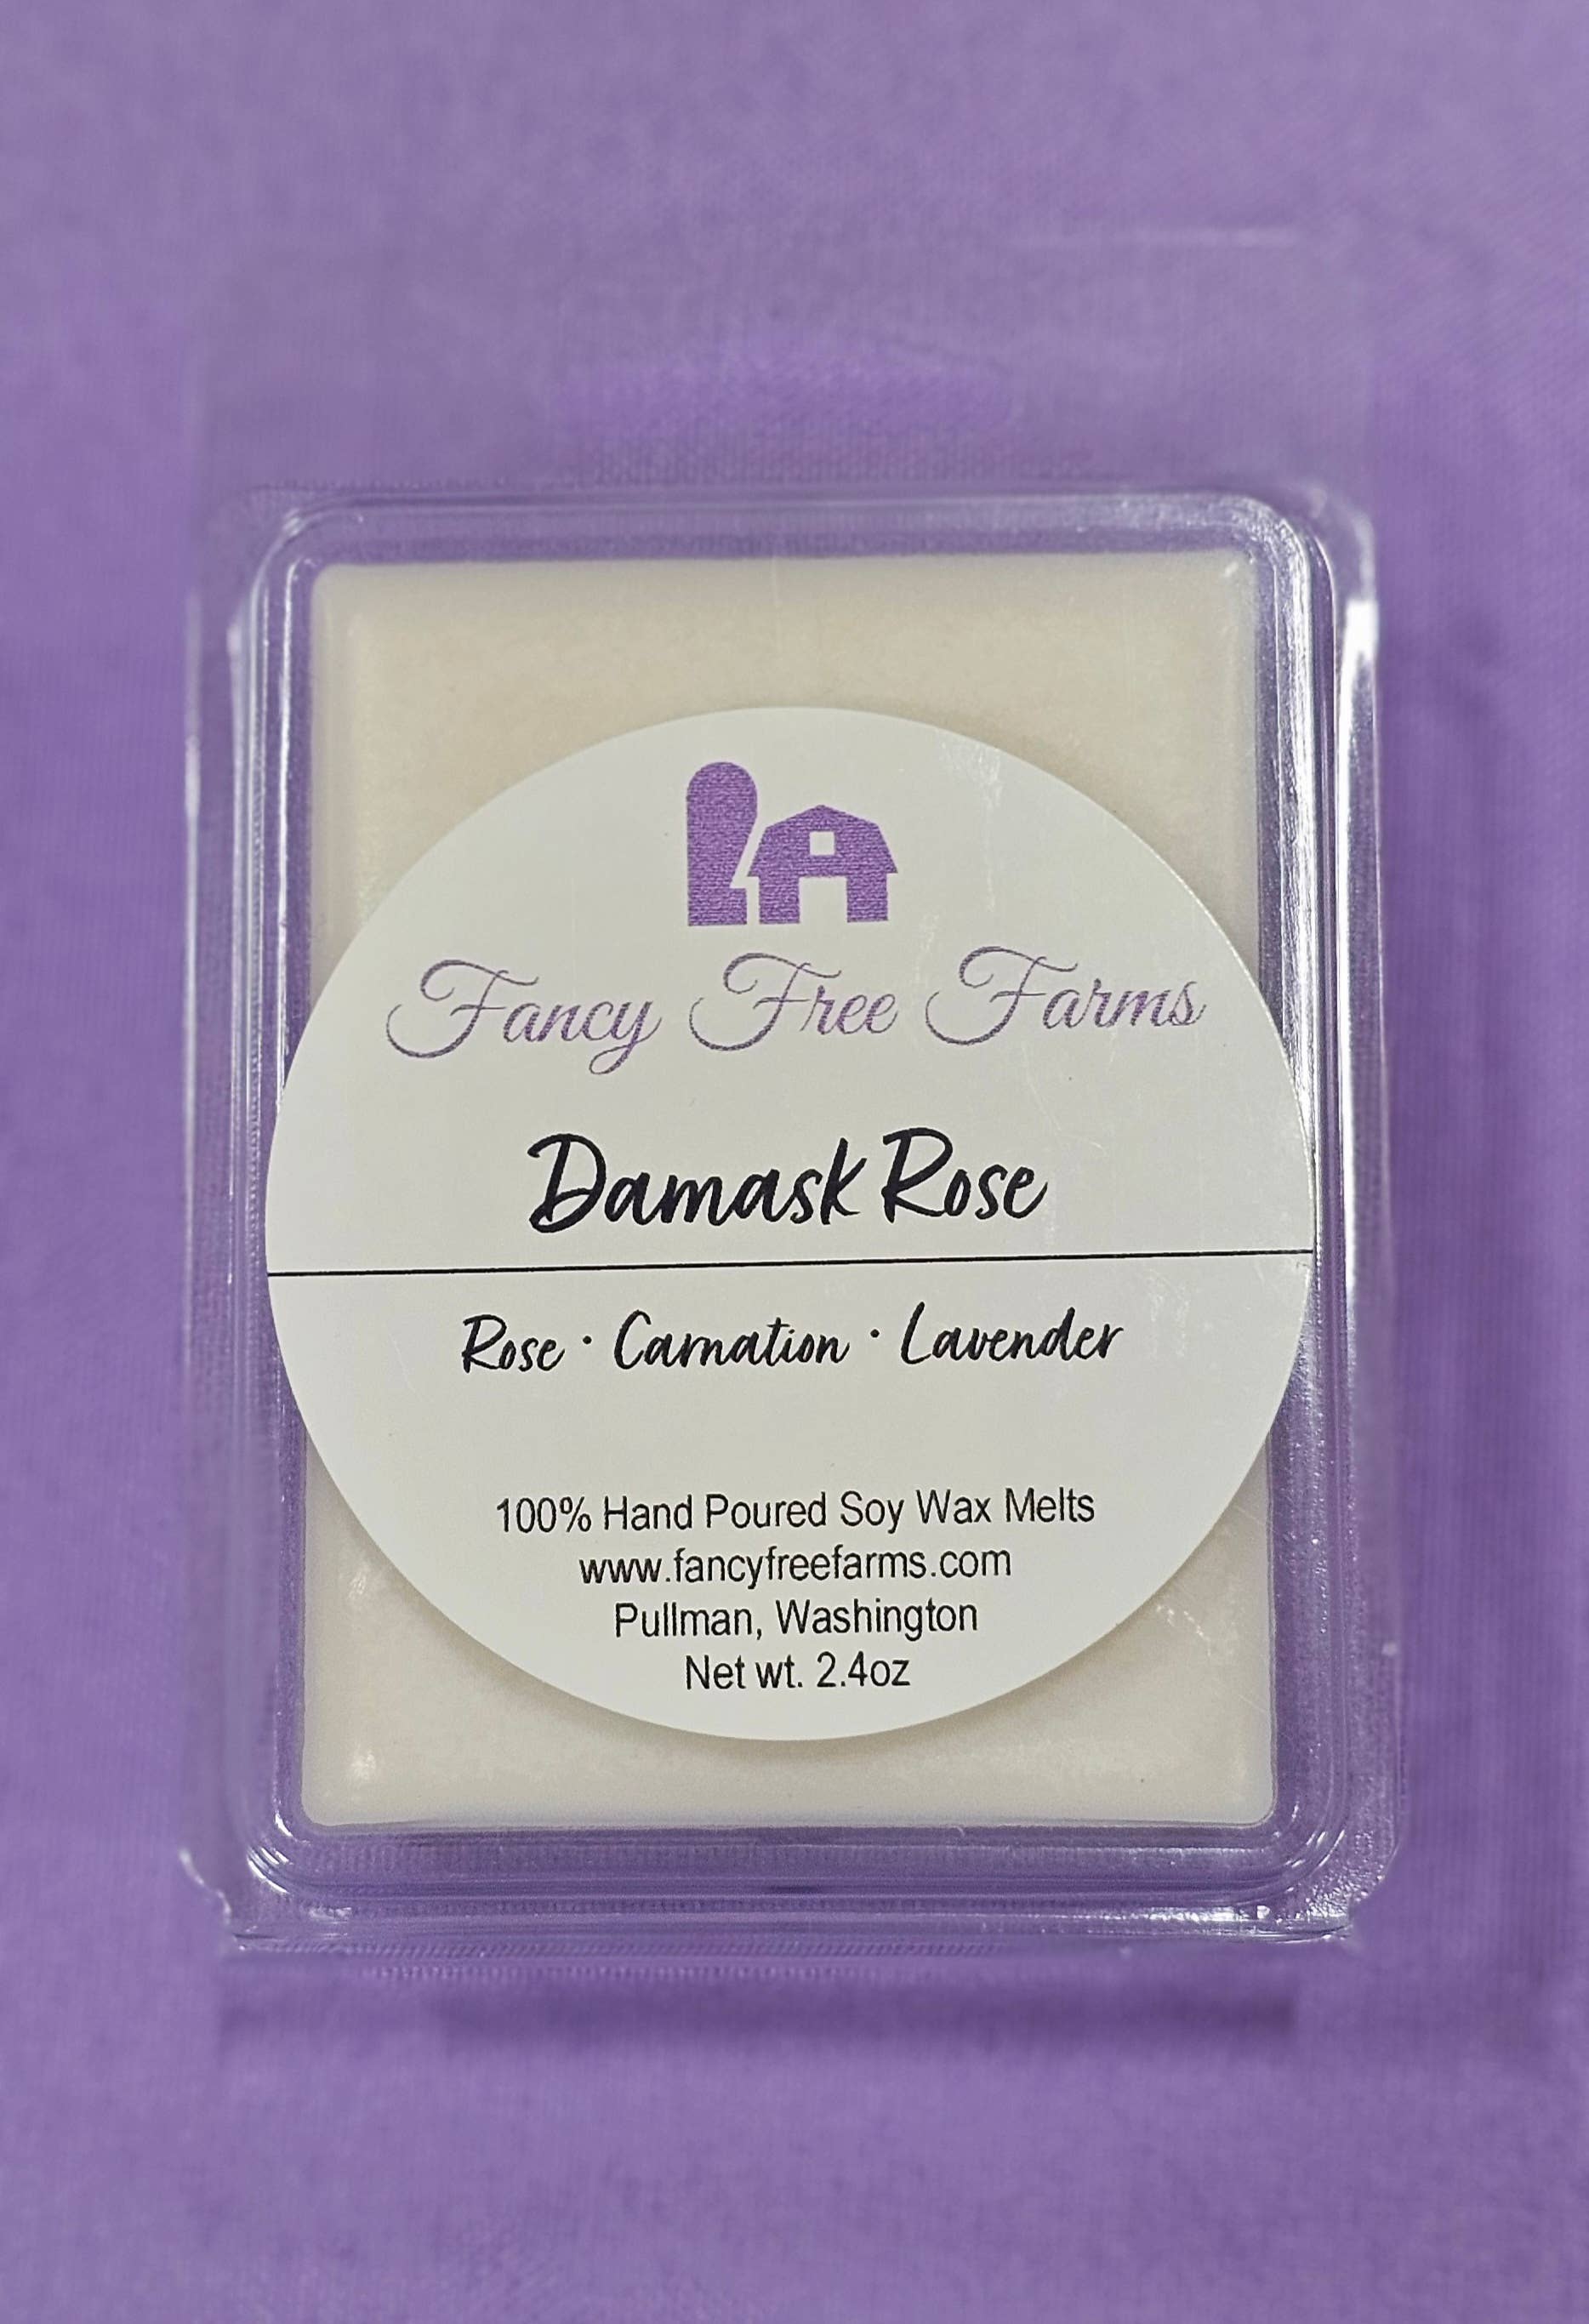 Fancy Free Farms
Damask Rose
Rose · Carnation · Lavender
100% Hand Poured Soy Wax Melts
www.fancyfreefarms.com
Pullman, Washington
Net wt. 2.4oz